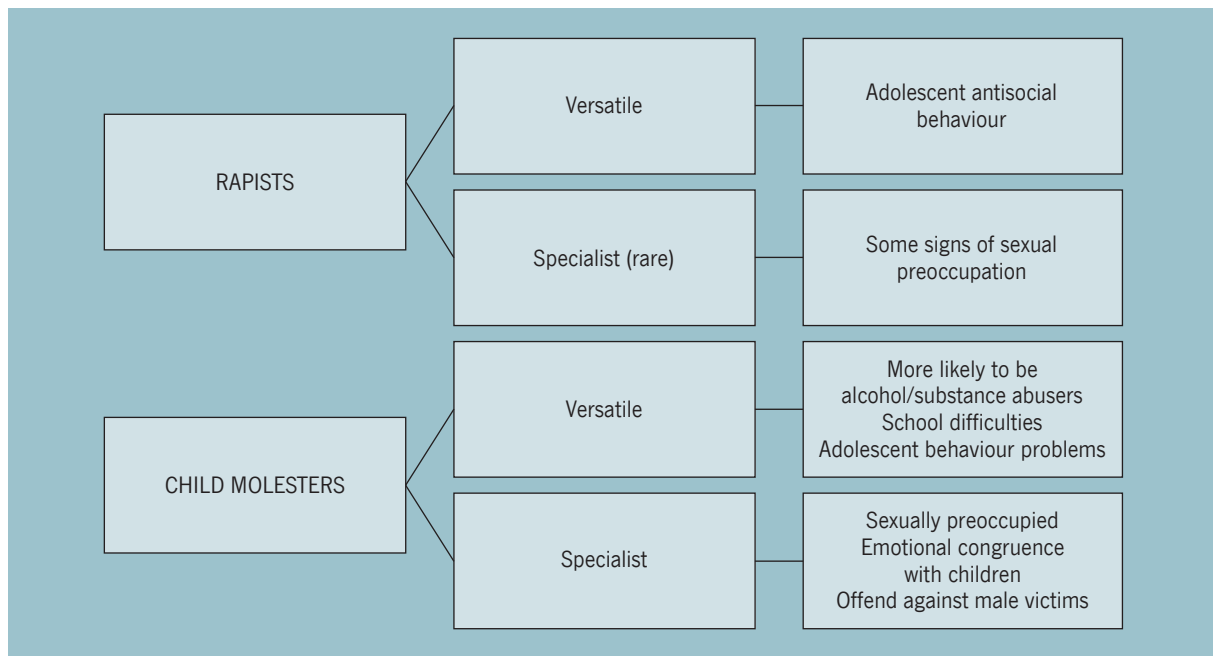 RAPISTS
Versatile
Adolescent antisocial
behaviour
Specialist (rare)
Some signs of sexual
preoccupation
CHILD MOLESTERS
Versatile
More likely to be
alcohol/substance abusers
School difficulties
Adolescent behaviour problems
Specialist
Sexually preoccupied
Emotional congruence
with children
Offend against male victims